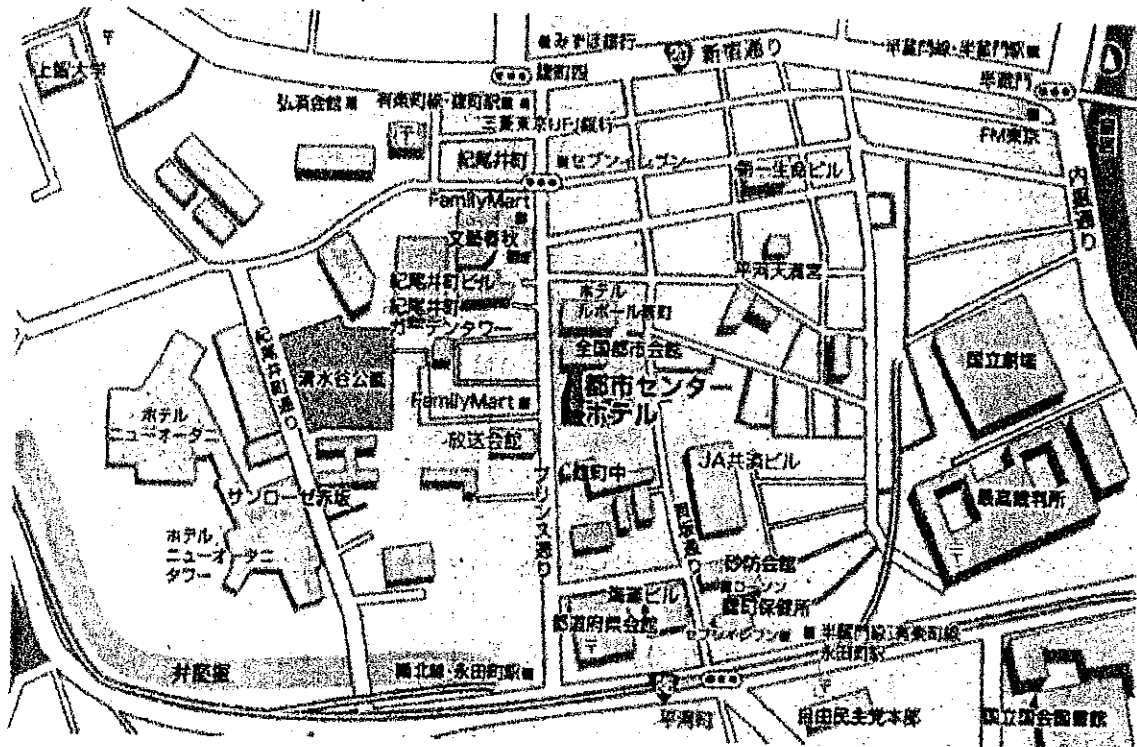 〒
上智大学
みずほ銀行
20
新宿通り
半蔵門線・半蔵門駅
麹町四
半蔵門
弘済会館
有楽町線・麹町駅
〒
三菱東京UFJ銀行
FM東京
紀尾井町
セブンイレブン
第一生命ビル
内堀通り
FamilyMart
文藝春秋
平河天満宮
紀尾井町ビル
ホテル
ルポール麹町
紀尾井町
ガーデンタワー
全国都市会館
国立劇場
紀尾井町通り
清水谷公園
都市センター
ホテル
FamilyMart
ホテル
ニューオータニ
放送会館
麹町中
JA共済ビル
サンローゼ赤坂
プリンス通り
最高裁判所
〒
ホテル
ニューオータニ
タワー
砂防会館
ローソン
海運ビル
麹町保健所
都道府県会館
〒
セブンイレブン
半蔵門線・有楽町線
永田町駅
弁慶濠
南北線・永田町駅
平河町
〒
自由民主党本部
国立国会図書館